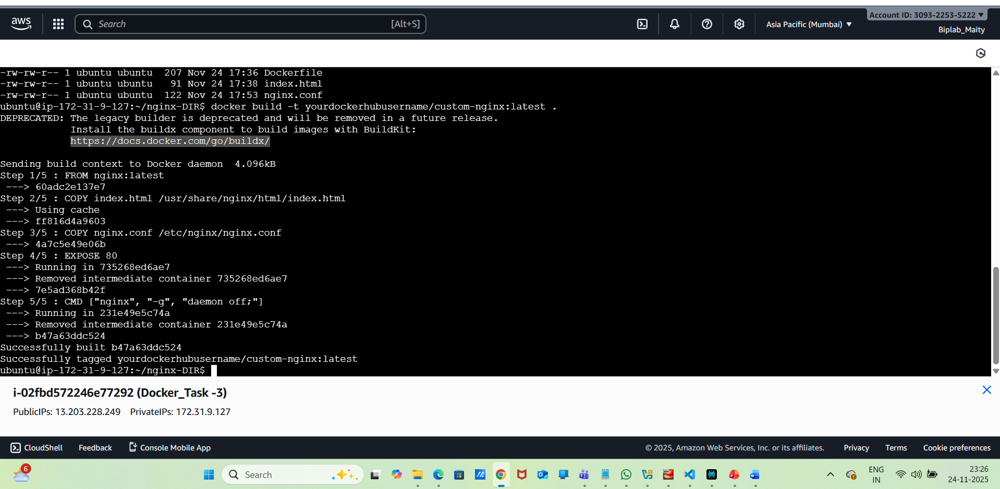 aws
Search
[Alt+S]
Asia Pacific (Mumbai) ▼
Account ID: 3093-2253-5222 ▼
Biplab_Maity
-rw-rw-r-- 1 ubuntu ubuntu  207 Nov 24 17:36 Dockerfile
-rw-rw-r-- 1 ubuntu ubuntu   91 Nov 24 17:38 index.html
-rw-rw-r-- 1 ubuntu ubuntu  122 Nov 24 17:53 nginx.conf
ubuntu@ip-172-31-9-127:~/nginx-DIR$ docker build -t yourdockerhubusername/custom-nginx:latest .
DEPRECATED: The legacy builder is deprecated and will be removed in a future release.
            Install the buildx component to build images with BuildKit:
            https://docs.docker.com/go/buildx/
Sending build context to Docker daemon  4.096kB
Step 1/5 : FROM nginx:latest
 ---> 60adc2e137e7
Step 2/5 : COPY index.html /usr/share/nginx/html/index.html
 ---> Using cache
 ---> ff816d4a9603
Step 3/5 : COPY nginx.conf /etc/nginx/nginx.conf
 ---> 4a7c5e49e06b
Step 4/5 : EXPOSE 80
 ---> Running in 735268ed6ae7
 ---> Removed intermediate container 735268ed6ae7
 ---> 7e5ad368b42f
Step 5/5 : CMD ["nginx", "-g", "daemon off;"]
 ---> Running in 231e49e5c74a
 ---> Removed intermediate container 231e49e5c74a
 ---> b47a63ddc524
Successfully built b47a63ddc524
Successfully tagged yourdockerhubusername/custom-nginx:latest
ubuntu@ip-172-31-9-127:~/nginx-DIR$
i-02fbd572246e77292 (Docker_Task -3)
PublicIPs: 13.203.228.249    PrivateIPs: 172.31.9.127
CloudShell
Feedback
Console Mobile App
© 2025, Amazon Web Services, Inc. or its affiliates.
Privacy
Terms
Cookie preferences
6
Search
ENG
IN
23:26
24-11-2025